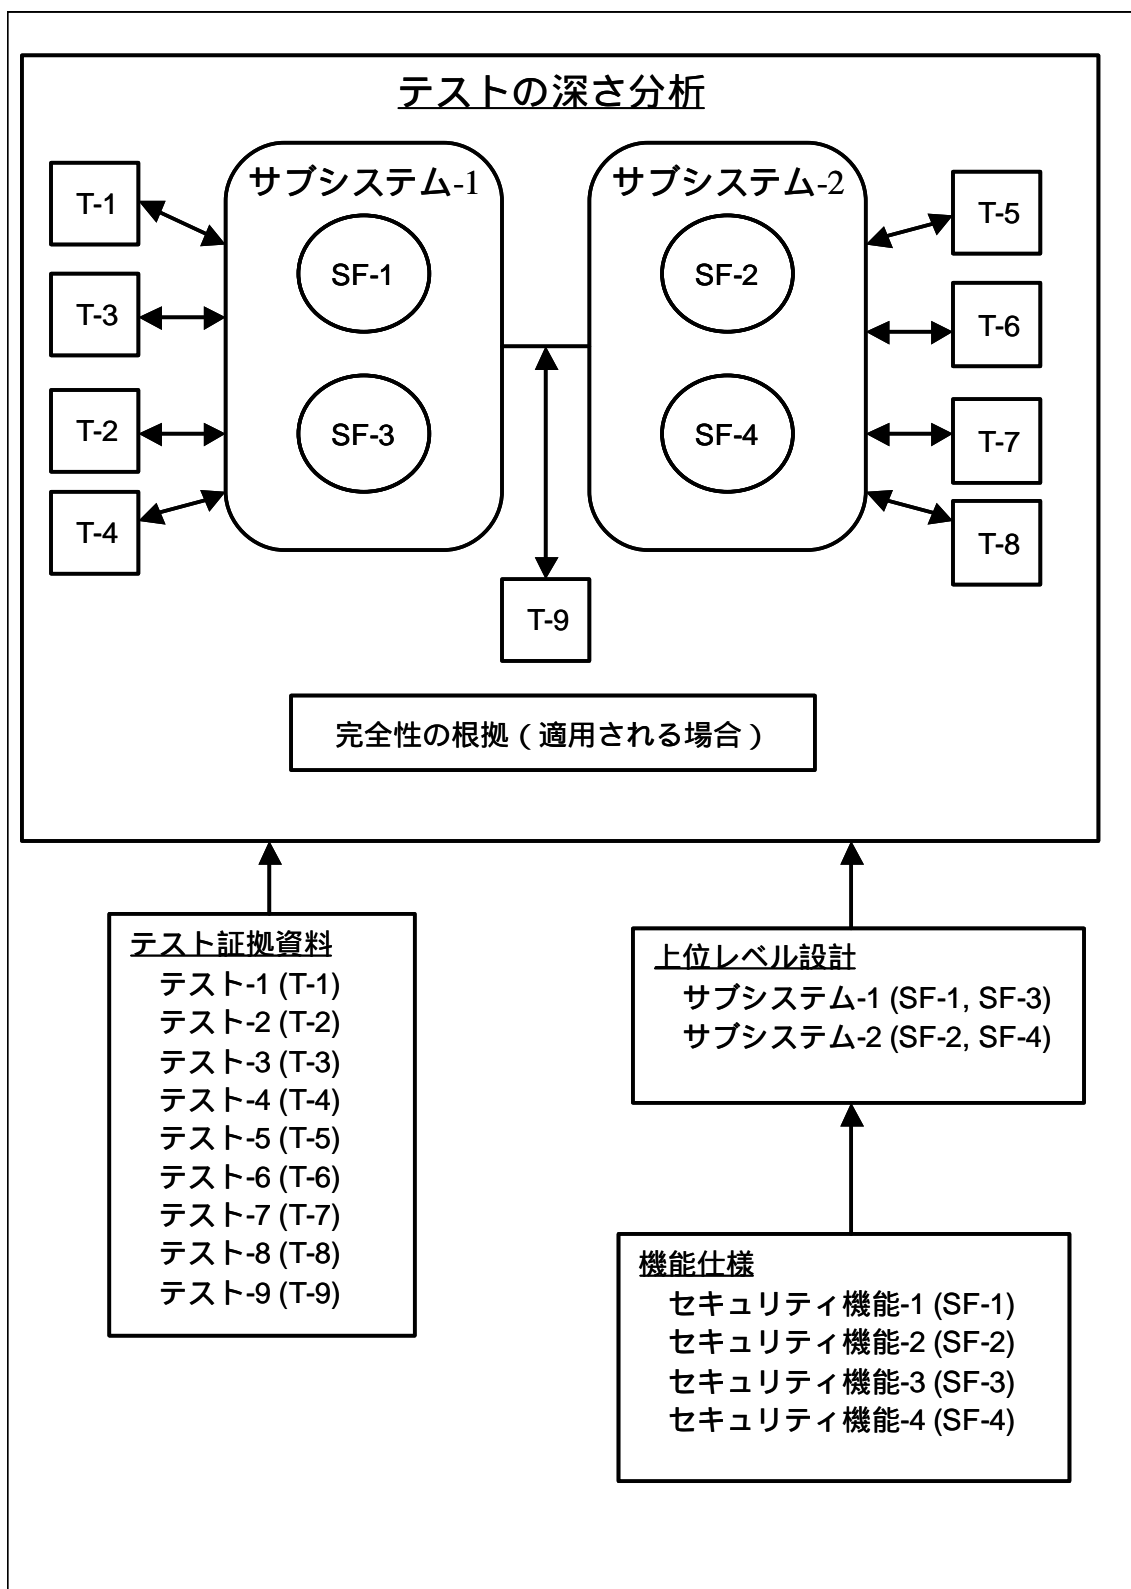 テストの深さ分析
サブシステム-1
サブシステム-2
T-1
T-3
T-2
T-4
SF-1
SF-3
SF-2
SF-4
T-5
T-6
T-7
T-8
T-9
完全性の根拠（適用される場合）
テスト証拠資料
テスト-1 (T-1)
テスト-2 (T-2)
テスト-3 (T-3)
テスト-4 (T-4)
テスト-5 (T-5)
テスト-6 (T-6)
テスト-7 (T-7)
テスト-8 (T-8)
テスト-9 (T-9)
上位レベル設計
サブシステム-1 (SF-1, SF-3)
サブシステム-2 (SF-2, SF-4)
機能仕様
セキュリティ機能-1 (SF-1)
セキュリティ機能-2 (SF-2)
セキュリティ機能-3 (SF-3)
セキュリティ機能-4 (SF-4)